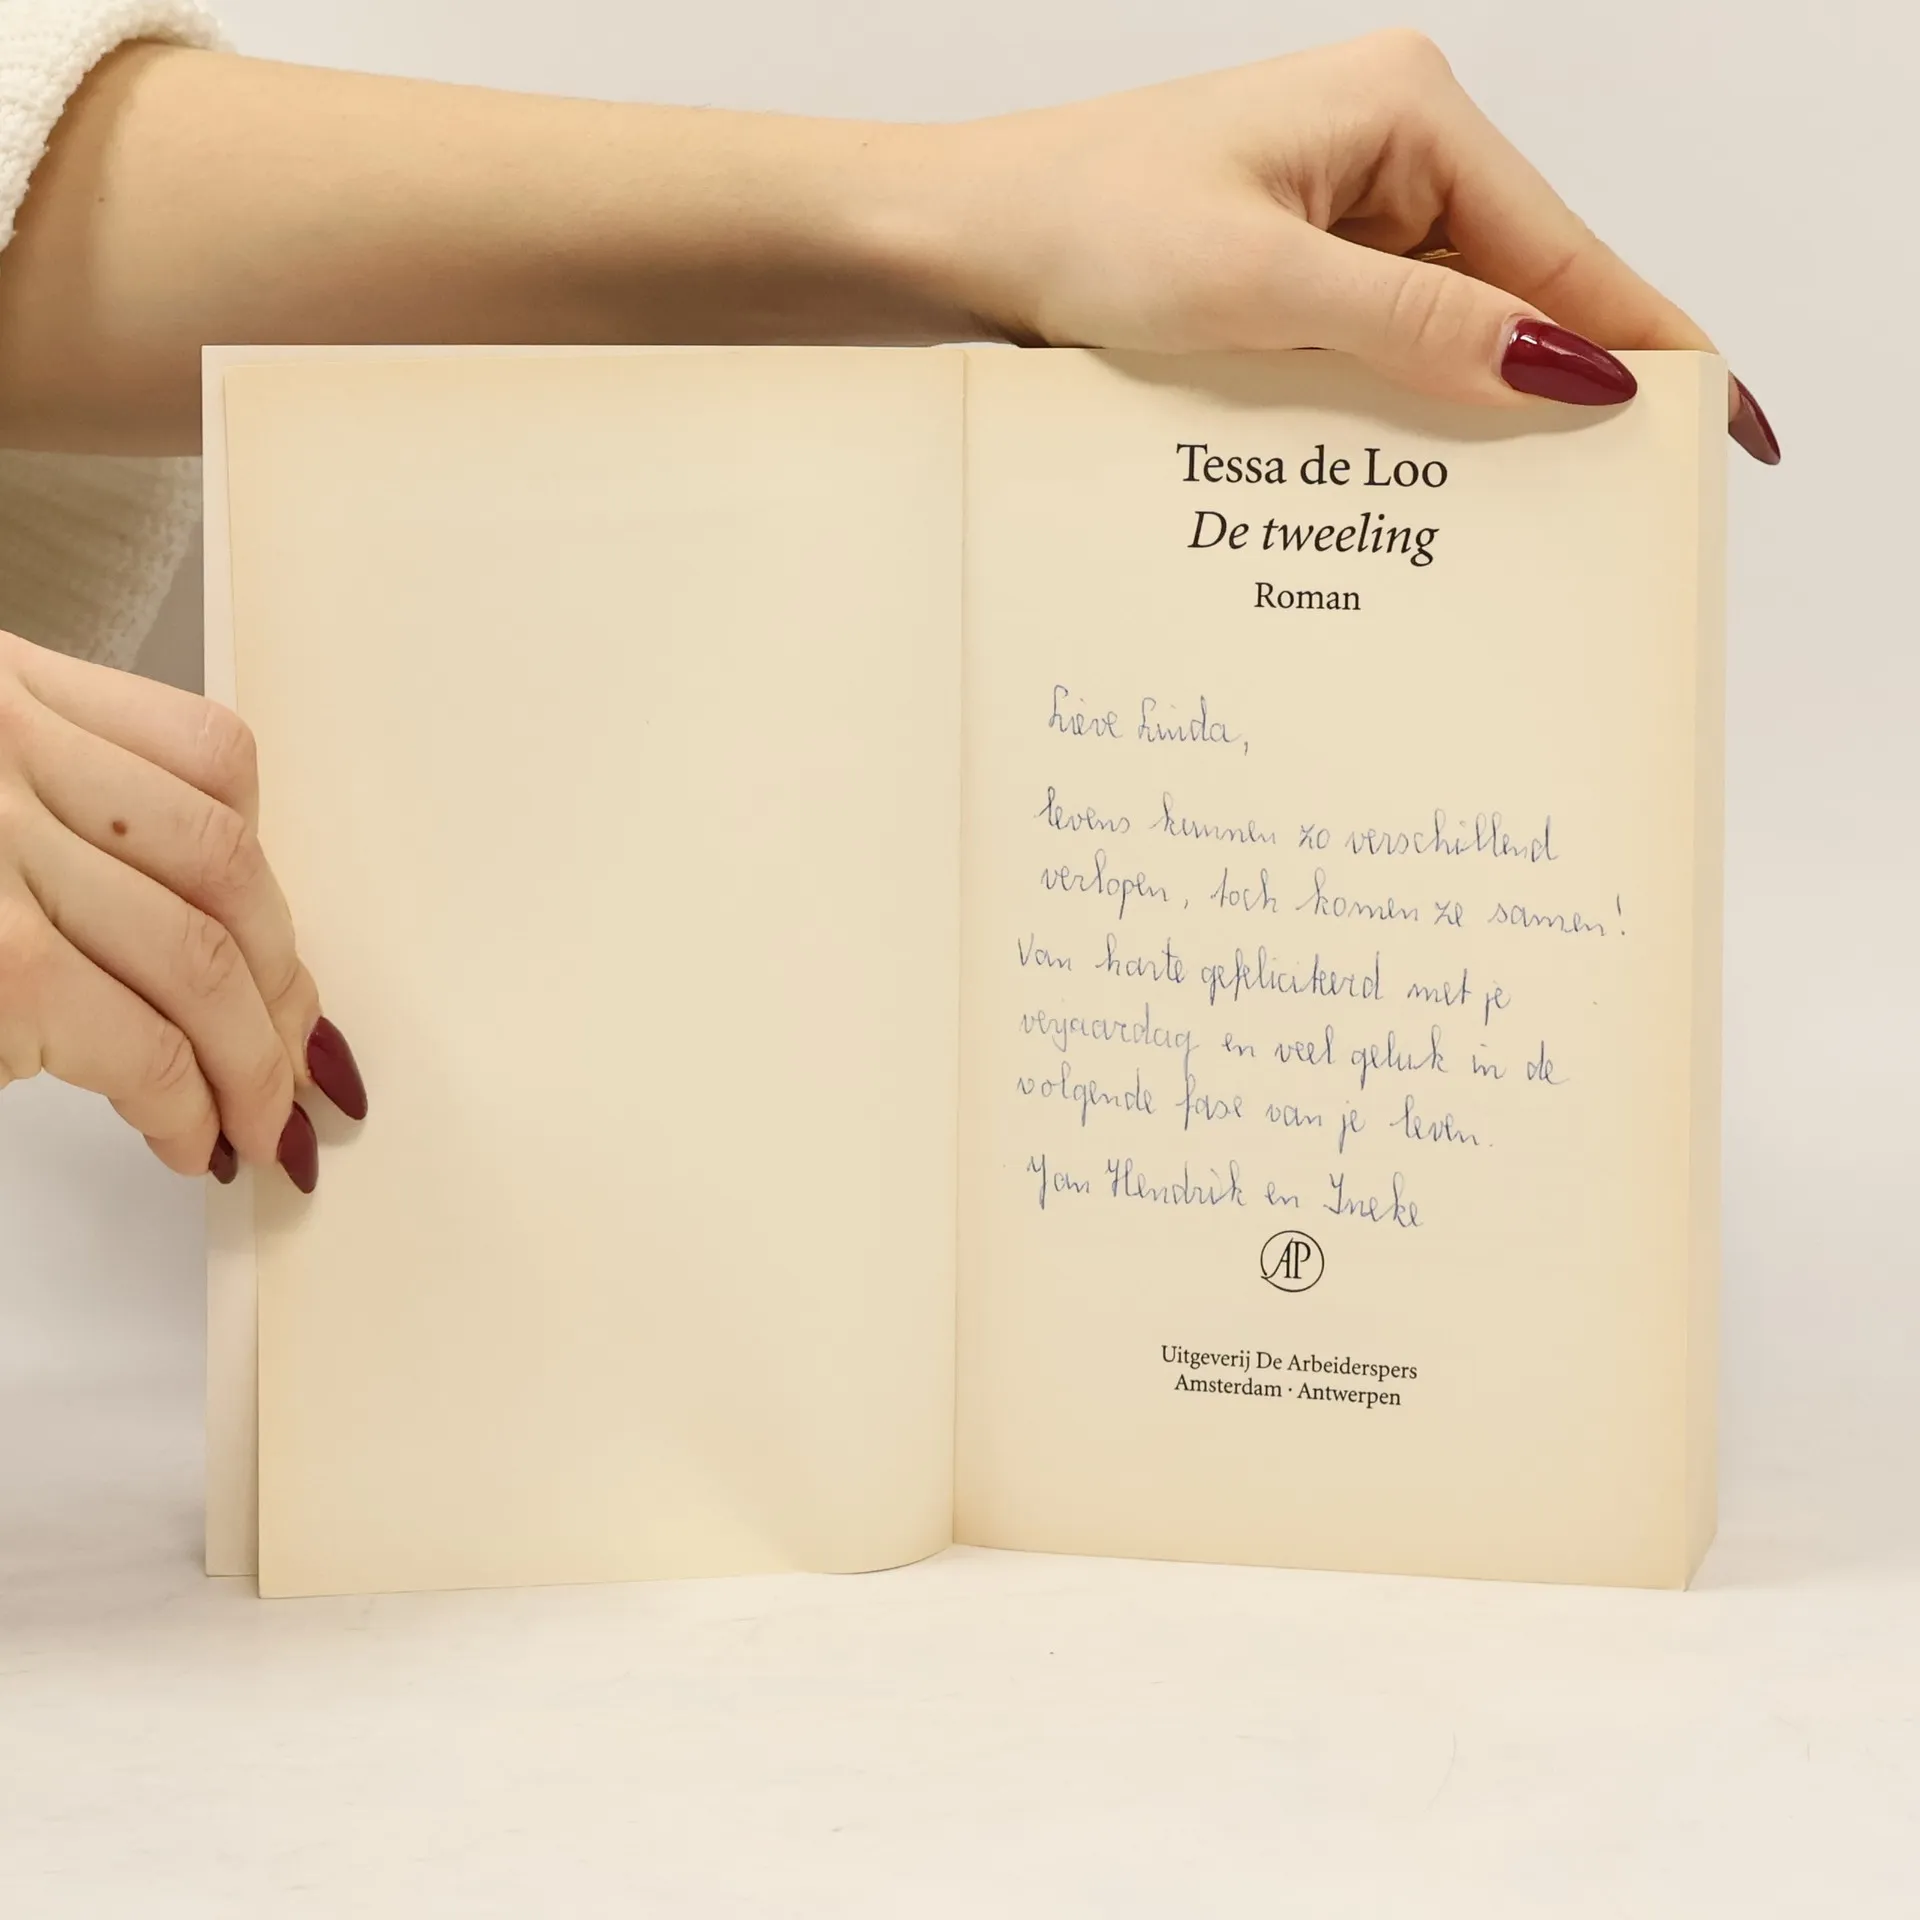 Tessa de Loo
De tweeling
Roman
Lieve Linda,
levens kunnen zo verschillend
verlopen, toch komen ze samen!
Van harte gefeliciteerd met je
verjaardag en veel geluk in de
volgende fase van je leven.
Jan Hendrik en Ineke
AP
Uitgeverij De Arbeiderspers
Amsterdam · Antwerpen